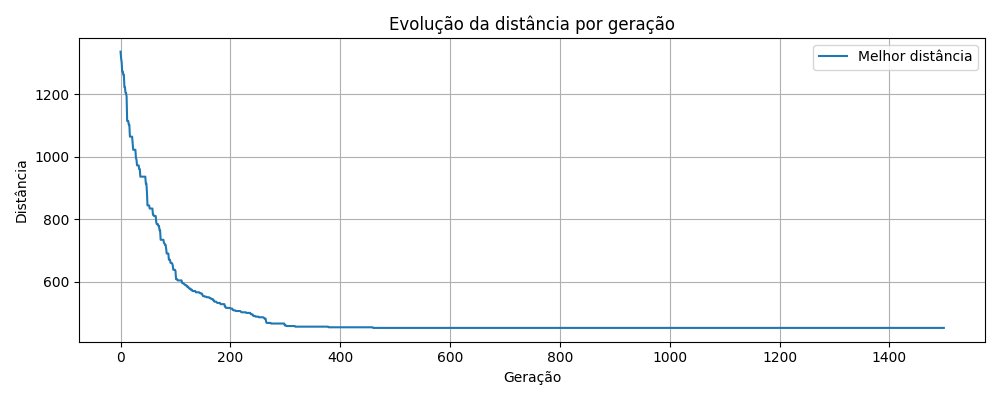 Evolução da distância por geração
Melhor distância
1200
1000
800
600
Distância
0 200 400 600 800 1000 1200 1400
Geração